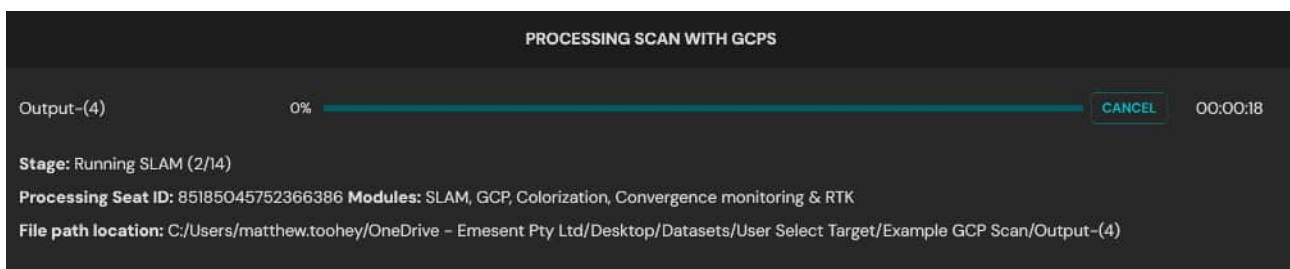 PROCESSING SCAN WITH GCPS
Output-(4) 0% CANCEL 00:00:18
Stage: Running SLAM (2/14)
Processing Seat ID: 85185045752366386 Modules: SLAM, GCP, Colorization, Convergence monitoring & RTK
File path location: C:/Users/matthew.toohey/OneDrive - Emesent Pty Ltd/Desktop/Datasets/User Select Target/Example GCP Scan/Output-(4)